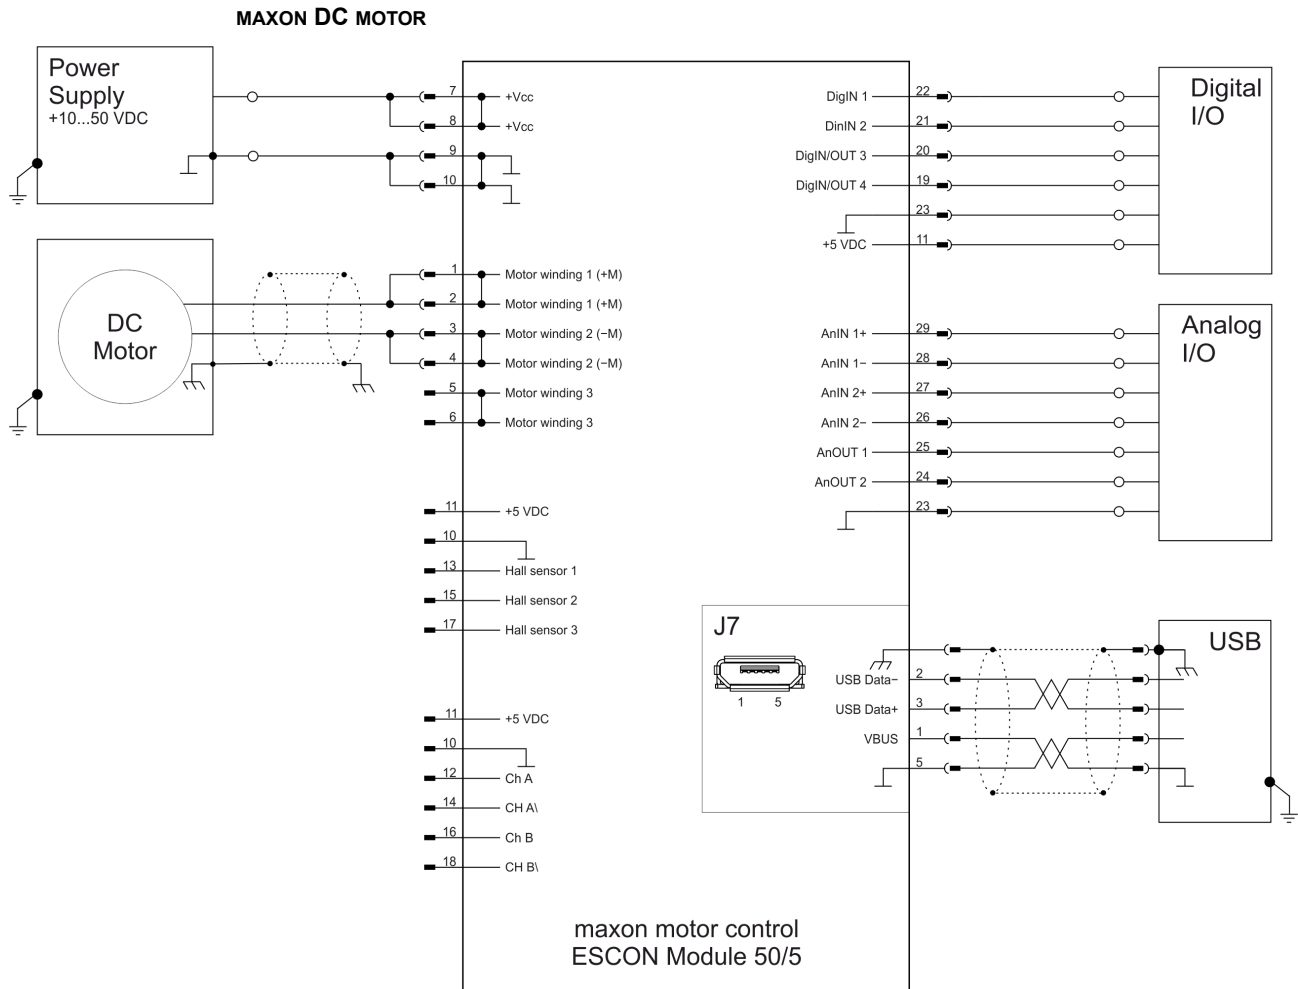 MAXON DC MOTOR
Power
Supply
+10...50 VDC
7 +Vcc
8 +Vcc
9
10
DC
Motor
1 Motor winding 1 (+M)
2 Motor winding 1 (+M)
3 Motor winding 2 (−M)
4 Motor winding 2 (−M)
5 Motor winding 3
6 Motor winding 3
11 +5 VDC
10
13 Hall sensor 1
15 Hall sensor 2
17 Hall sensor 3
11 +5 VDC
10
12 Ch A
14 CH A\
16 Ch B
18 CH B\
DigIN 1 22
DinIN 2 21
DigIN/OUT 3 20
DigIN/OUT 4 19
23
+5 VDC 11
Digital
I/O
AnIN 1+ 29
AnIN 1− 28
AnIN 2+ 27
AnIN 2− 26
AnOUT 1 25
AnOUT 2 24
23
Analog
I/O
J7
1 5
USB Data− 2
USB Data+ 3
VBUS 1
5
USB
maxon motor control
ESCON Module 50/5